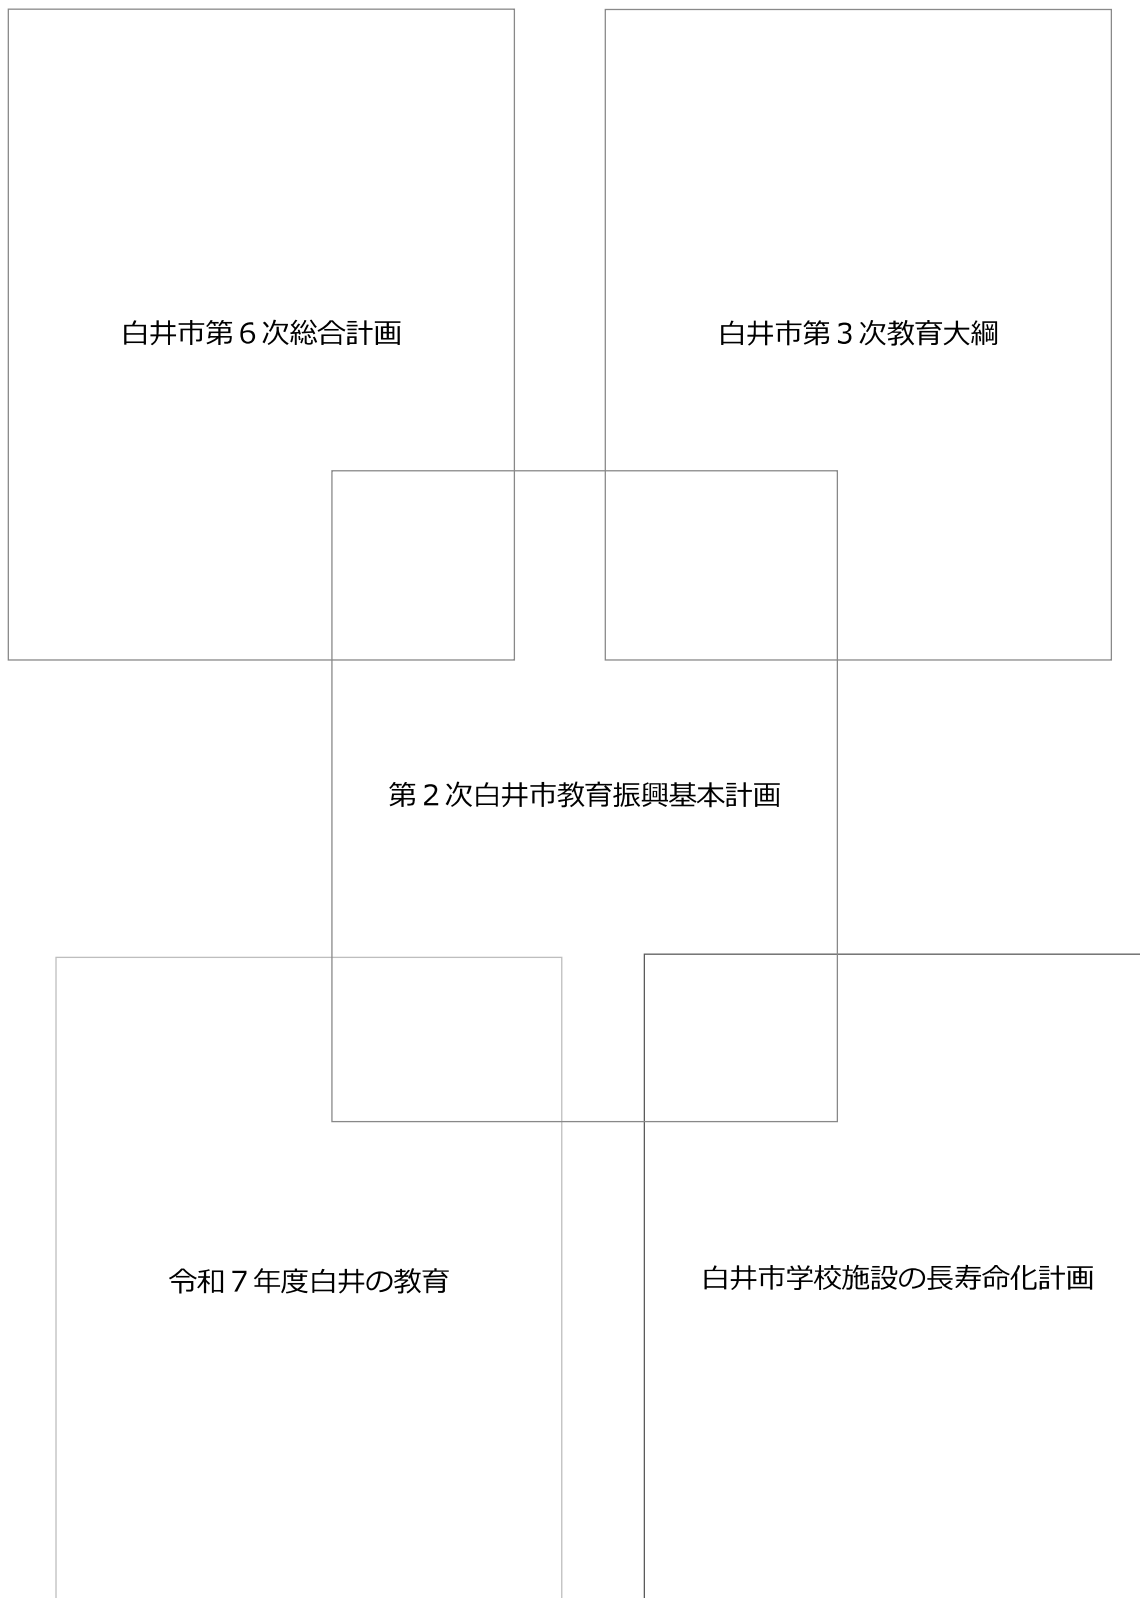 白井市第６次総合計画
白井市第３次教育大綱
第２次白井市教育振興基本計画
令和７年度白井の教育
白井市学校施設の長寿命化計画